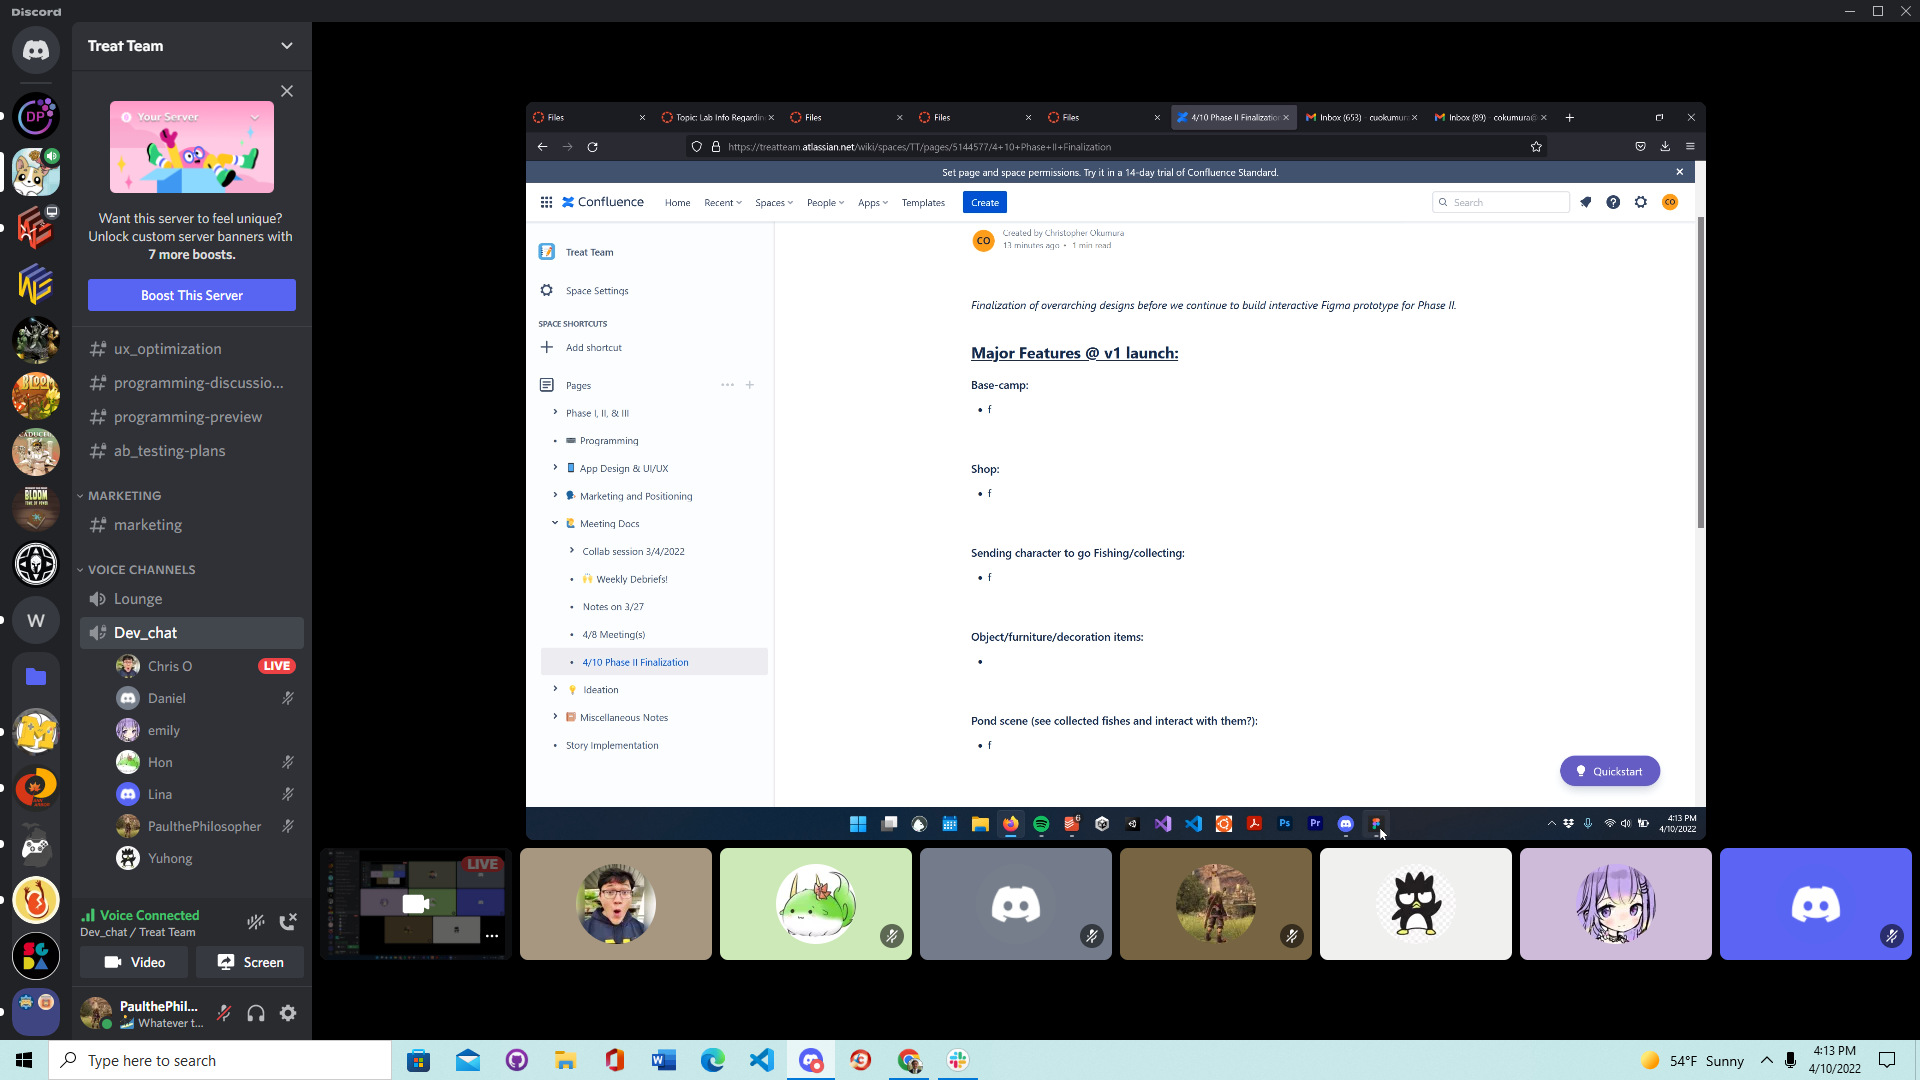 Discord
Treat Team
Your Server
Want this server to feel unique?
Unlock custom server banners with
7 more boosts.
Boost This Server
ux_optimization
programming-discussio...
programming-preview
ab_testing-plans
MARKETING
marketing
VOICE CHANNELS
Lounge
Dev_chat
Chris O
LIVE
Daniel
emily
Hon
Lina
PaulthePhilosopher
Yuhong
Voice Connected
Dev_chat / Treat Team
Video
Screen
PaulthePhil...
Whatever t...
DP
BLOOM
BLOOM
W
Files
Topic: Lab Info Regardin
Files
Files
Files
4/10 Phase II Finalization
Inbox (653) - cuokumur
Inbox (89) - cokumura@
https://treatteam.atlassian.net/wiki/spaces/TT/pages/5144577/4+10+Phase+II+Finalization
Set page and space permissions. Try it in a 14-day trial of Confluence Standard.
Confluence
Home
Recent
Spaces
People
Apps
Templates
Create
Search
CO
Treat Team
Space Settings
SPACE SHORTCUTS
Add shortcut
Pages
Phase I, II, & III
Programming
App Design & UI/UX
Marketing and Positioning
Meeting Docs
Collab session 3/4/2022
Weekly Debriefs!
Notes on 3/27
4/8 Meeting(s)
4/10 Phase II Finalization
Ideation
Miscellaneous Notes
Story Implementation
CO
Created by Christopher Okumura
13 minutes ago • 1 min read
Finalization of overarching designs before we continue to build interactive Figma prototype for Phase II.
Major Features @ v1 launch:
Base-camp:
• f
Shop:
• f
Sending character to go Fishing/collecting:
• f
Object/furniture/decoration items:
•
Pond scene (see collected fishes and interact with them?):
• f
Quickstart
6
Ps
Pr
4:13 PM
4/10/2022
LIVE
Type here to search
54°F Sunny
4:13 PM
4/10/2022